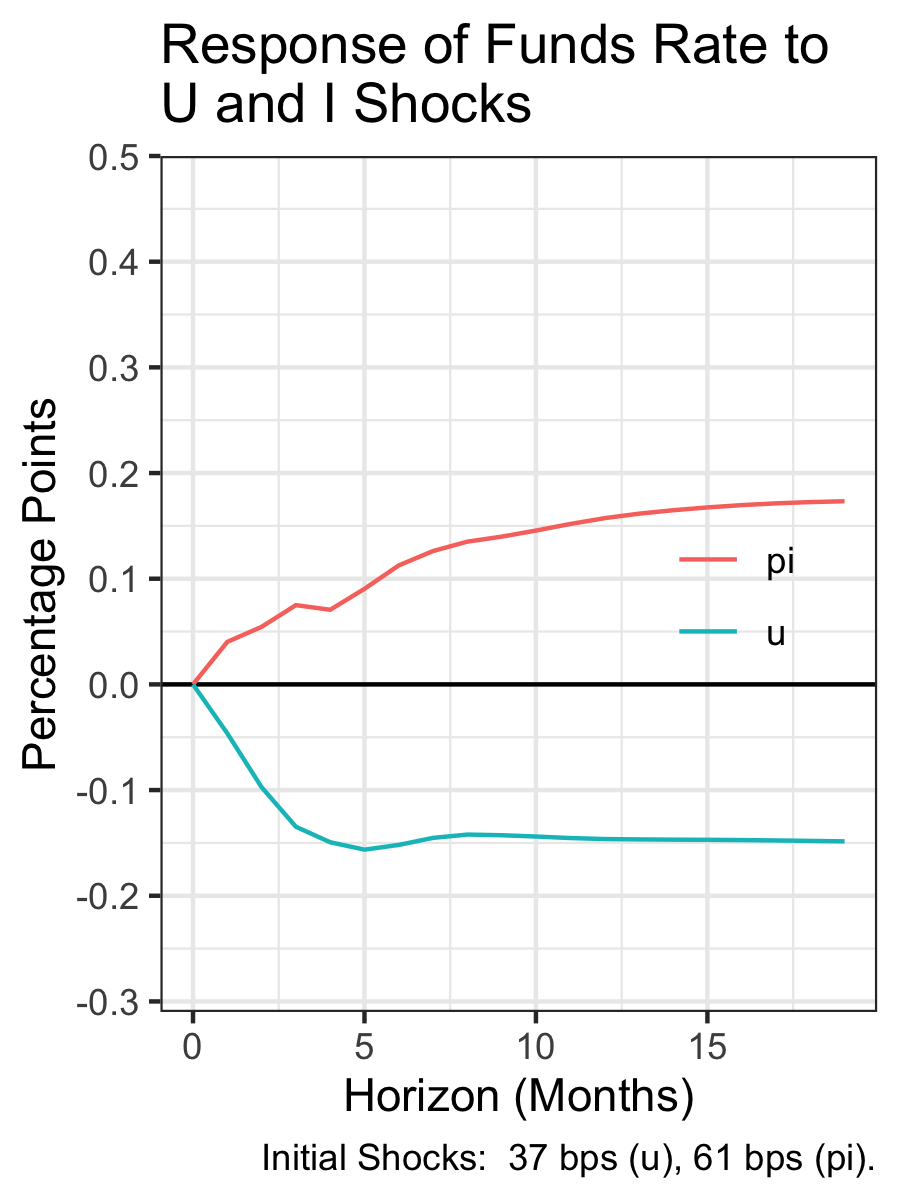 Response of Funds Rate to
U and I Shocks
Percentage Points
0.5
0.4
0.3
0.2
0.1
0.0
-0.1
-0.2
-0.3
pi
u
0 5 10 15
Horizon (Months)
Initial Shocks:  37 bps (u), 61 bps (pi).